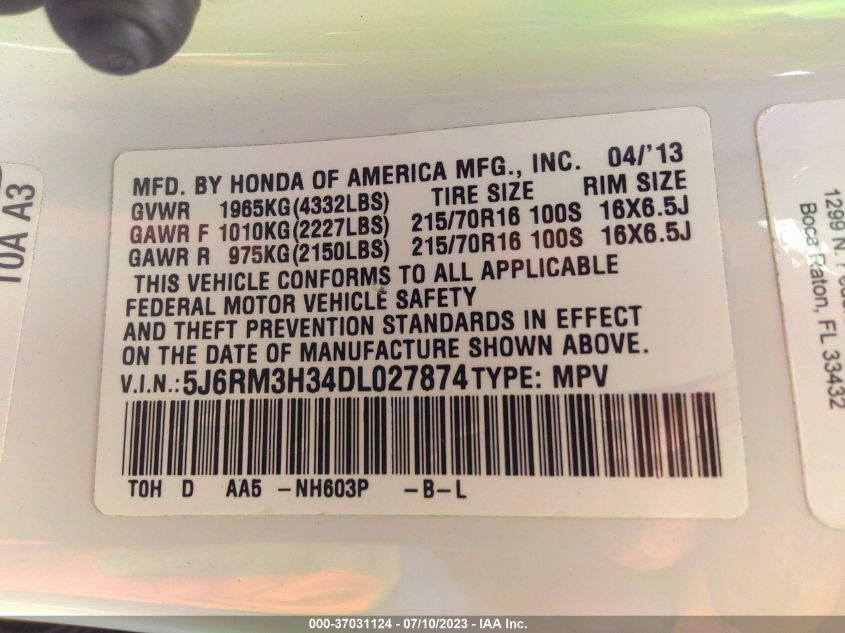 MFD. BY HONDA OF AMERICA MFG., INC. 04/'13
GVWR 1965KG(4332LBS) TIRE SIZE RIM SIZE
GAWR F 1010KG(2227LBS) 215/70R16 100S 16X6.5J
GAWR R 975KG(2150LBS) 215/70R16 100S 16X6.5J
THIS VEHICLE CONFORMS TO ALL APPLICABLE
FEDERAL MOTOR VEHICLE SAFETY
AND THEFT PREVENTION STANDARDS IN EFFECT
ON THE DATE OF MANUFACTURE SHOWN ABOVE.
V.I.N.: 5J6RM3H34DL027874 TYPE: MPV
T0H D AA5 -NH603P -B-L
T0A A3
1299 N.
Boca Raton, FL 33432
000-37031124 - 07/10/2023 - IAA Inc.